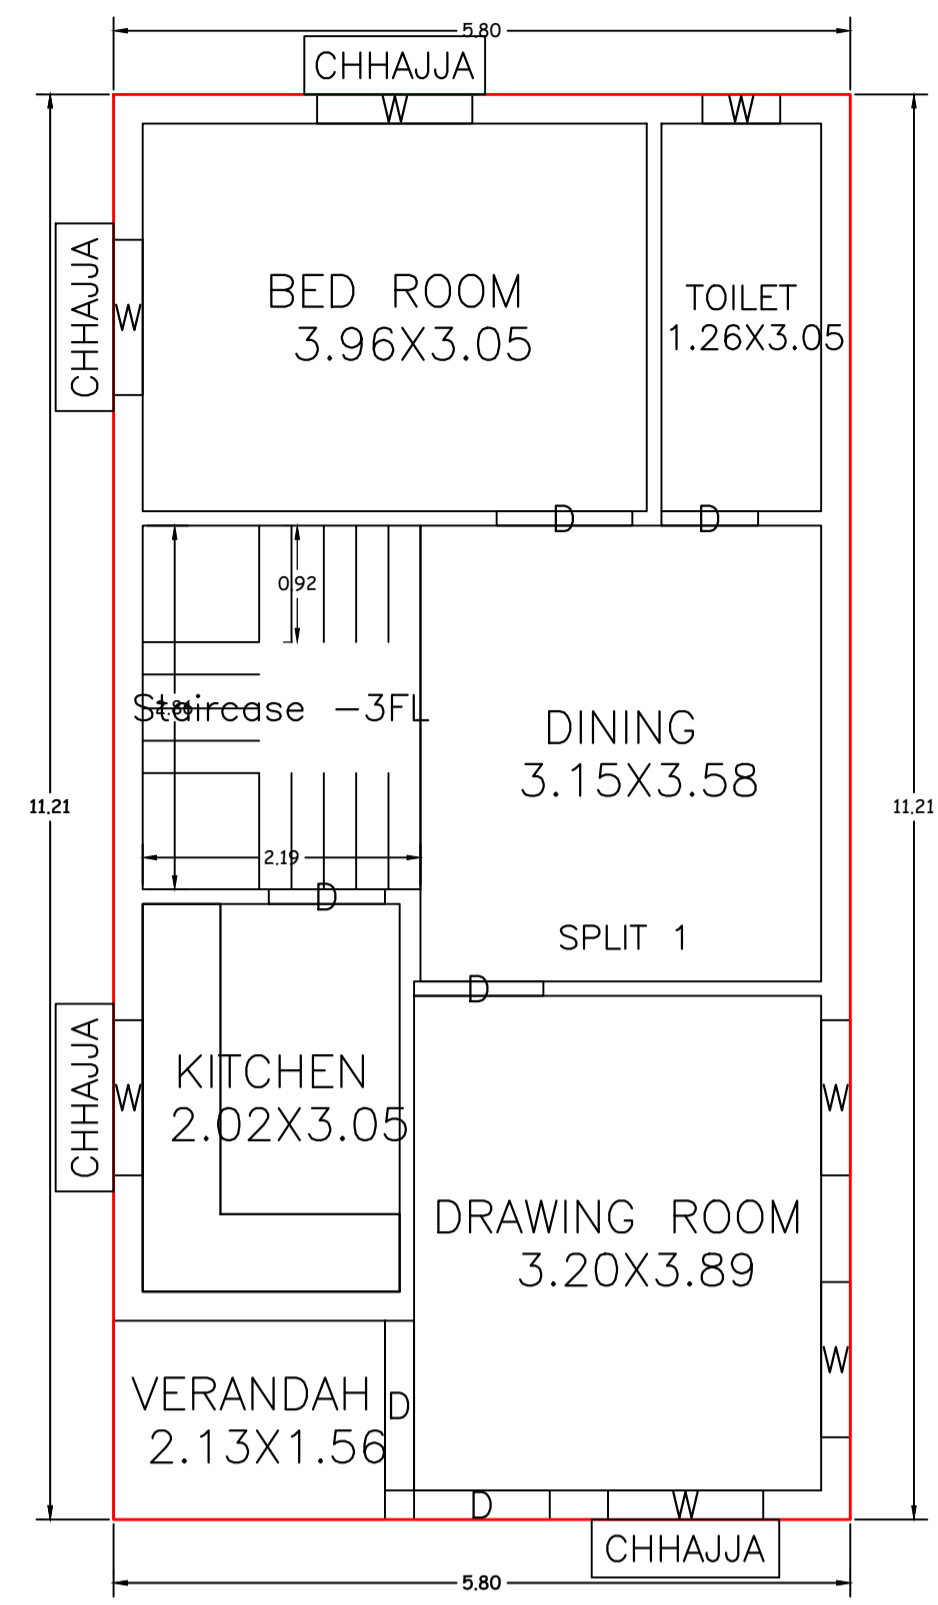 5.80
CHHAJJA
W
W
CHHAJJA
W
BED ROOM
3.96X3.05
TOILET
1.26X3.05
D
D
0.92
Staircase -3FL
2.86
DINING
3.15X3.58
11.21
11.21
2.19
D
SPLIT 1
D
CHHAJJA
W
KITCHEN
2.02X3.05
W
DRAWING ROOM
3.20X3.89
W
VERANDAH
2.13X1.56
D
D
W
CHHAJJA
5.80